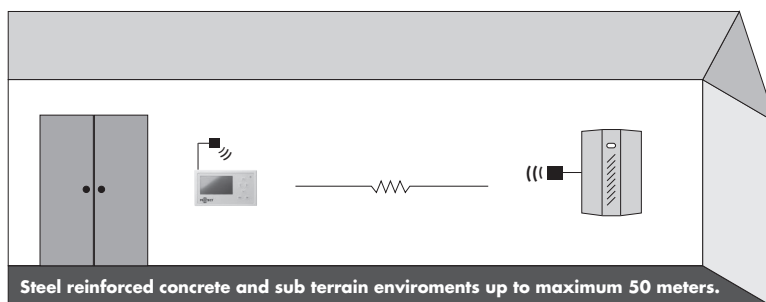 Steel reinforced concrete and sub terrain enviroments up to maximum 50 meters.